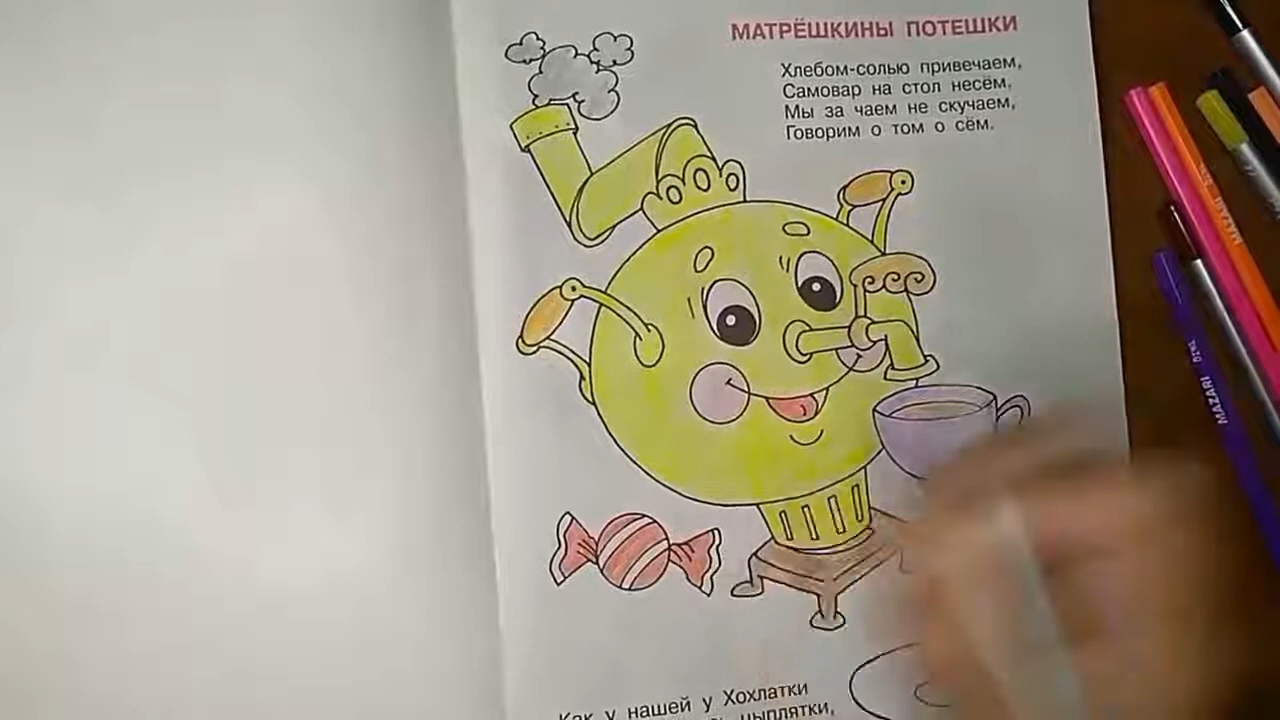 МАТРЁШКИНЫ ПОТЕШКИ
Хлебом-солью привечаем,
Самовар на стол несём,
Мы за чаем не скучаем,
Говорим о том о сём.
Как у нашей у Хохлатки
цыплятки,
MAZARI
MAZARI